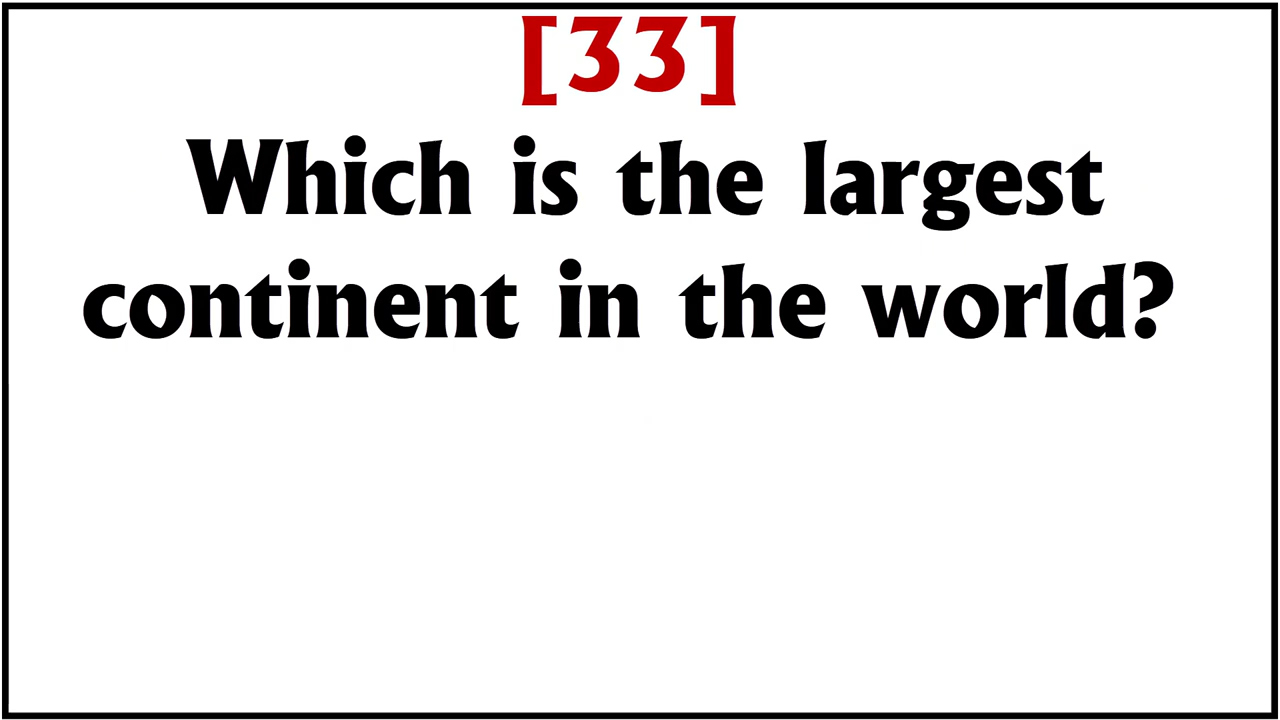 [33]
Which is the largest
continent in the world?